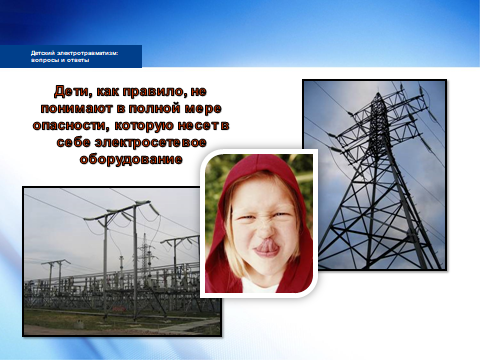 Детский электротравматизм:
вопросы и ответы
Дети, как правило, не
понимают в полной мере
опасности, которую несет в
себе электросетевое
оборудование